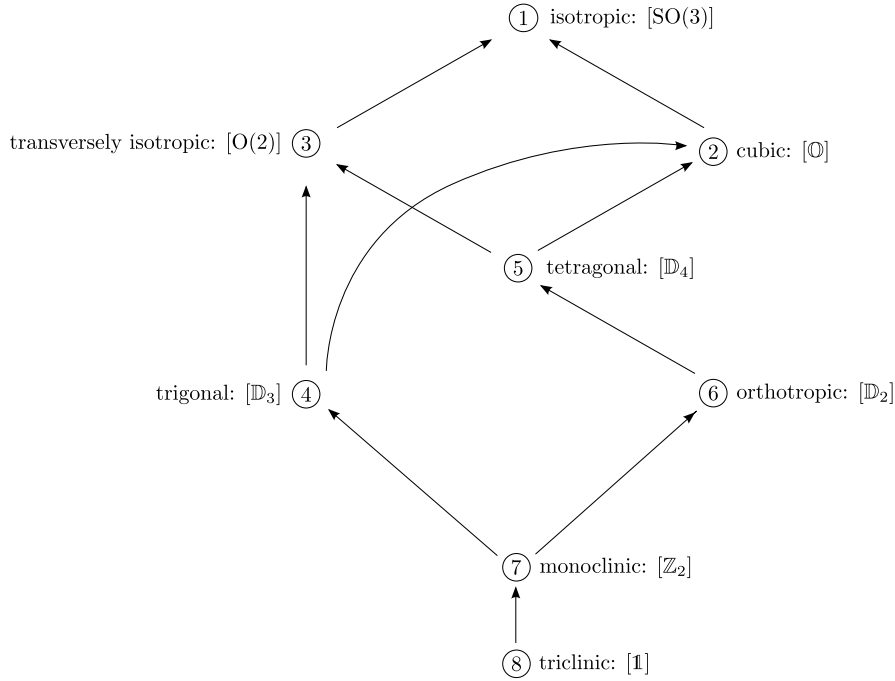 ① isotropic: [SO(3)]
transversely isotropic: [O(2)] ③
② cubic: [𝕆]
⑤ tetragonal: [𝔻₄]
trigonal: [𝔻₃] ④
⑥ orthotropic: [𝔻₂]
⑦ monoclinic: [ℤ₂]
⑧ triclinic: [𝟙]